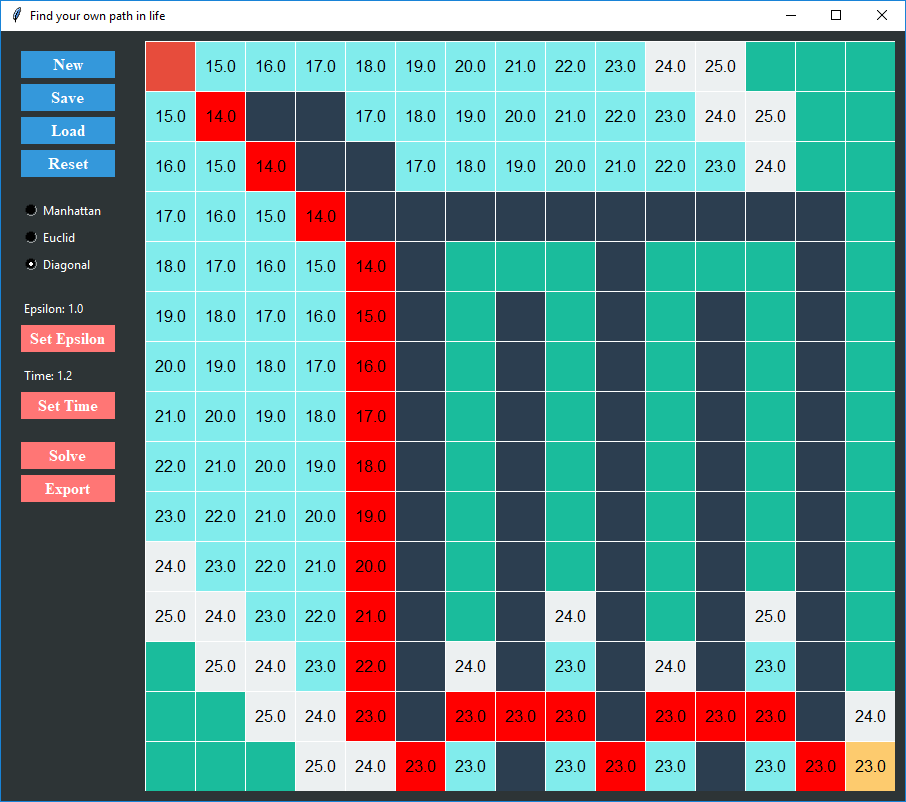 Find your own path in life
New
Save
Load
Reset
Manhattan
Euclid
Diagonal
Epsilon: 1.0
Set Epsilon
Time: 1.2
Set Time
Solve
Export
15.0 16.0 17.0 18.0 19.0 20.0 21.0 22.0 23.0 24.0 25.0
15.0 14.0 17.0 18.0 19.0 20.0 21.0 22.0 23.0 24.0 25.0
16.0 15.0 14.0 17.0 18.0 19.0 20.0 21.0 22.0 23.0 24.0
17.0 16.0 15.0 14.0
18.0 17.0 16.0 15.0 14.0
19.0 18.0 17.0 16.0 15.0
20.0 19.0 18.0 17.0 16.0
21.0 20.0 19.0 18.0 17.0
22.0 21.0 20.0 19.0 18.0
23.0 22.0 21.0 20.0 19.0
24.0 23.0 22.0 21.0 20.0
25.0 24.0 23.0 22.0 21.0 24.0 25.0
25.0 24.0 23.0 22.0 24.0 23.0 24.0 23.0
25.0 24.0 23.0 23.0 23.0 23.0 23.0 23.0 23.0 24.0
25.0 24.0 23.0 23.0 23.0 23.0 23.0 23.0 23.0 23.0